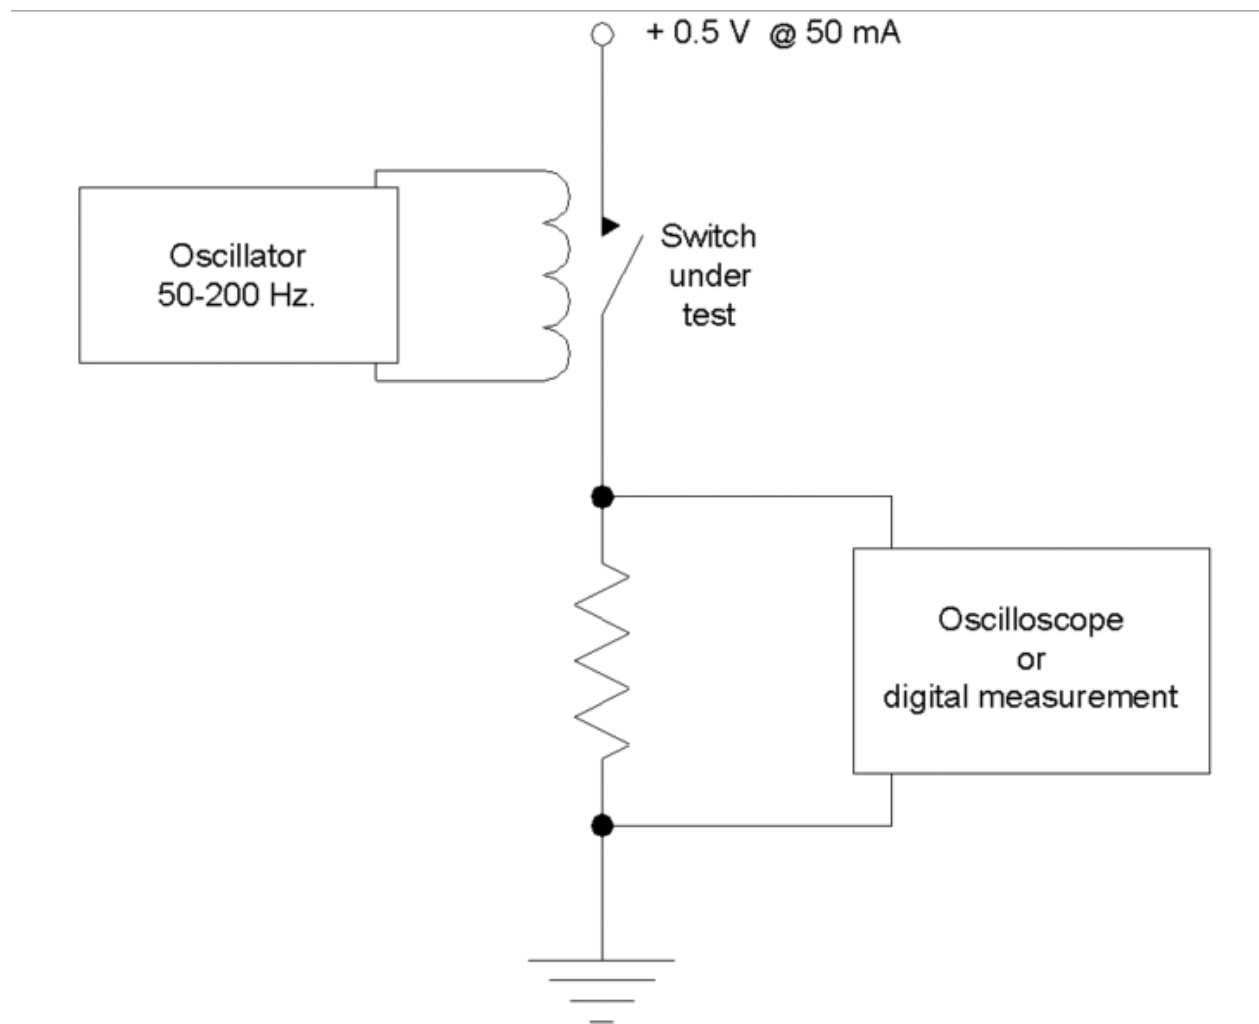 + 0.5 V @ 50 mA
Oscillator
50-200 Hz.
Switch
under
test
Oscilloscope
or
digital measurement